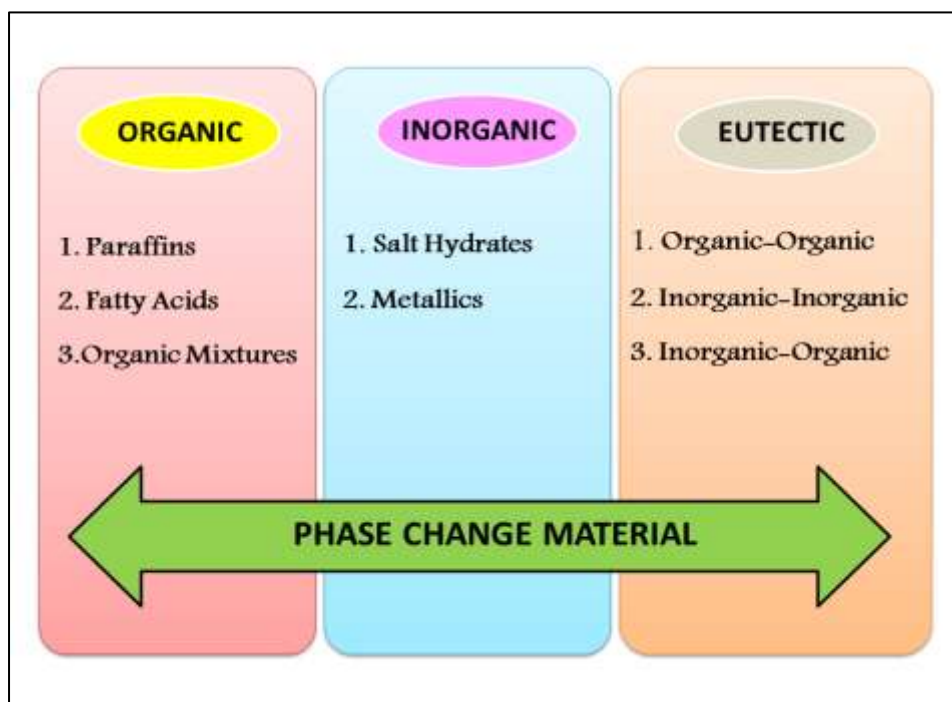 ORGANIC
1. Paraffins
2. Fatty Acids
3.Organic Mixtures
INORGANIC
1. Salt Hydrates
2. Metallics
EUTECTIC
1. Organic-Organic
2. Inorganic-Inorganic
3. Inorganic-Organic
PHASE CHANGE MATERIAL